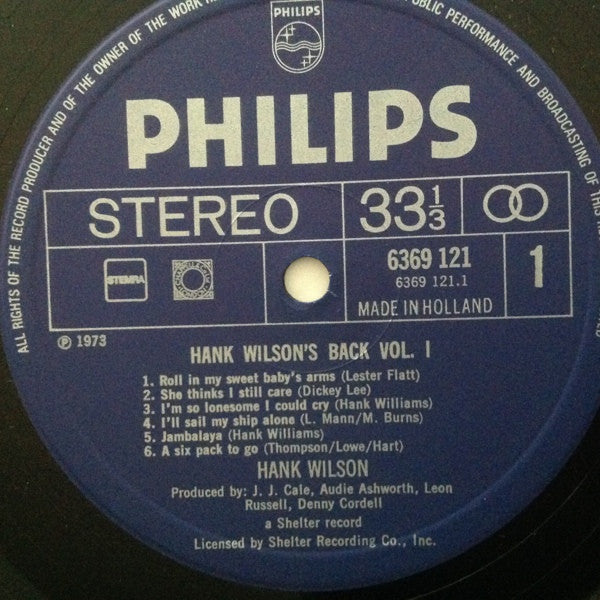 ALL RIGHTS OF THE RECORD PRODUCER AND OF THE OWNER OF THE WORK
PUBLIC PERFORMANCE AND BROADCASTING OF THIS
PHILIPS
PHILIPS
STEREO
33 1/3
STEMRA
6369 121
6369 121.1
MADE IN HOLLAND
1
℗ 1973
HANK WILSON'S BACK VOL. I
1. Roll in my sweet baby's arms (Lester Flatt)
2. She thinks I still care (Dickey Lee)
3. I'm so lonesome I could cry (Hank Williams)
4. I'll sail my ship alone (L. Mann/M. Burns)
5. Jambalaya (Hank Williams)
6. A six pack to go (Thompson/Lowe/Hart)
HANK WILSON
Produced by: J. J. Cale, Audie Ashworth, Leon
Russell, Denny Cordell
a Shelter record
Licensed by Shelter Recording Co., Inc.